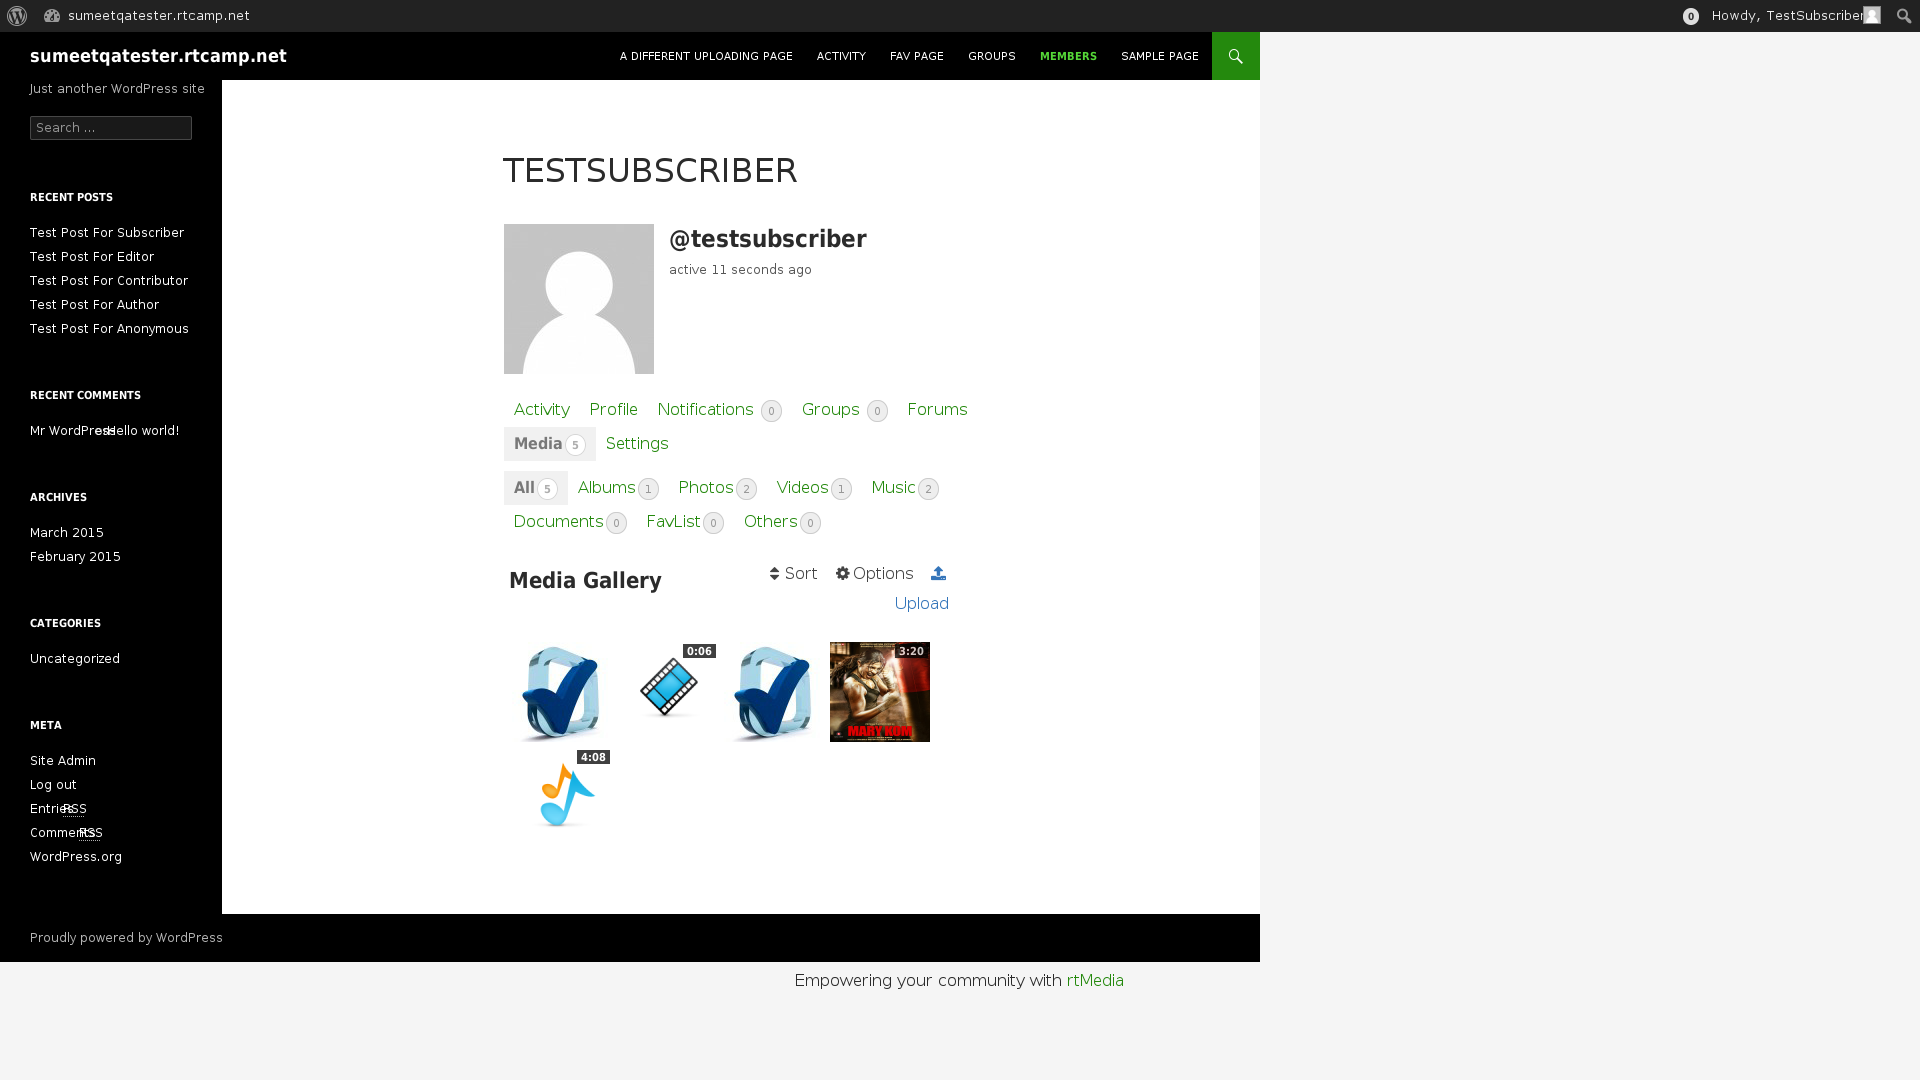 sumeetqatester.rtcamp.net
0
Howdy, TestSubscriber
sumeetqatester.rtcamp.net
A DIFFERENT UPLOADING PAGE
ACTIVITY
FAV PAGE
GROUPS
MEMBERS
SAMPLE PAGE
Just another WordPress site
Search ...
RECENT POSTS
Test Post For Subscriber
Test Post For Editor
Test Post For Contributor
Test Post For Author
Test Post For Anonymous
RECENT COMMENTS
Mr WordPress Hello world!
ARCHIVES
March 2015
February 2015
CATEGORIES
Uncategorized
META
Site Admin
Log out
Entries RSS
Comments RSS
WordPress.org
TESTSUBSCRIBER
@testsubscriber
active 11 seconds ago
Activity Profile Notifications 0 Groups 0 Forums
Media 5 Settings
All 5 Albums 1 Photos 2 Videos 1 Music 2
Documents 0 FavList 0 Others 0
Media Gallery
Sort Options
Upload
0:06
3:20
MARY KOM
4:08
Proudly powered by WordPress
Empowering your community with rtMedia